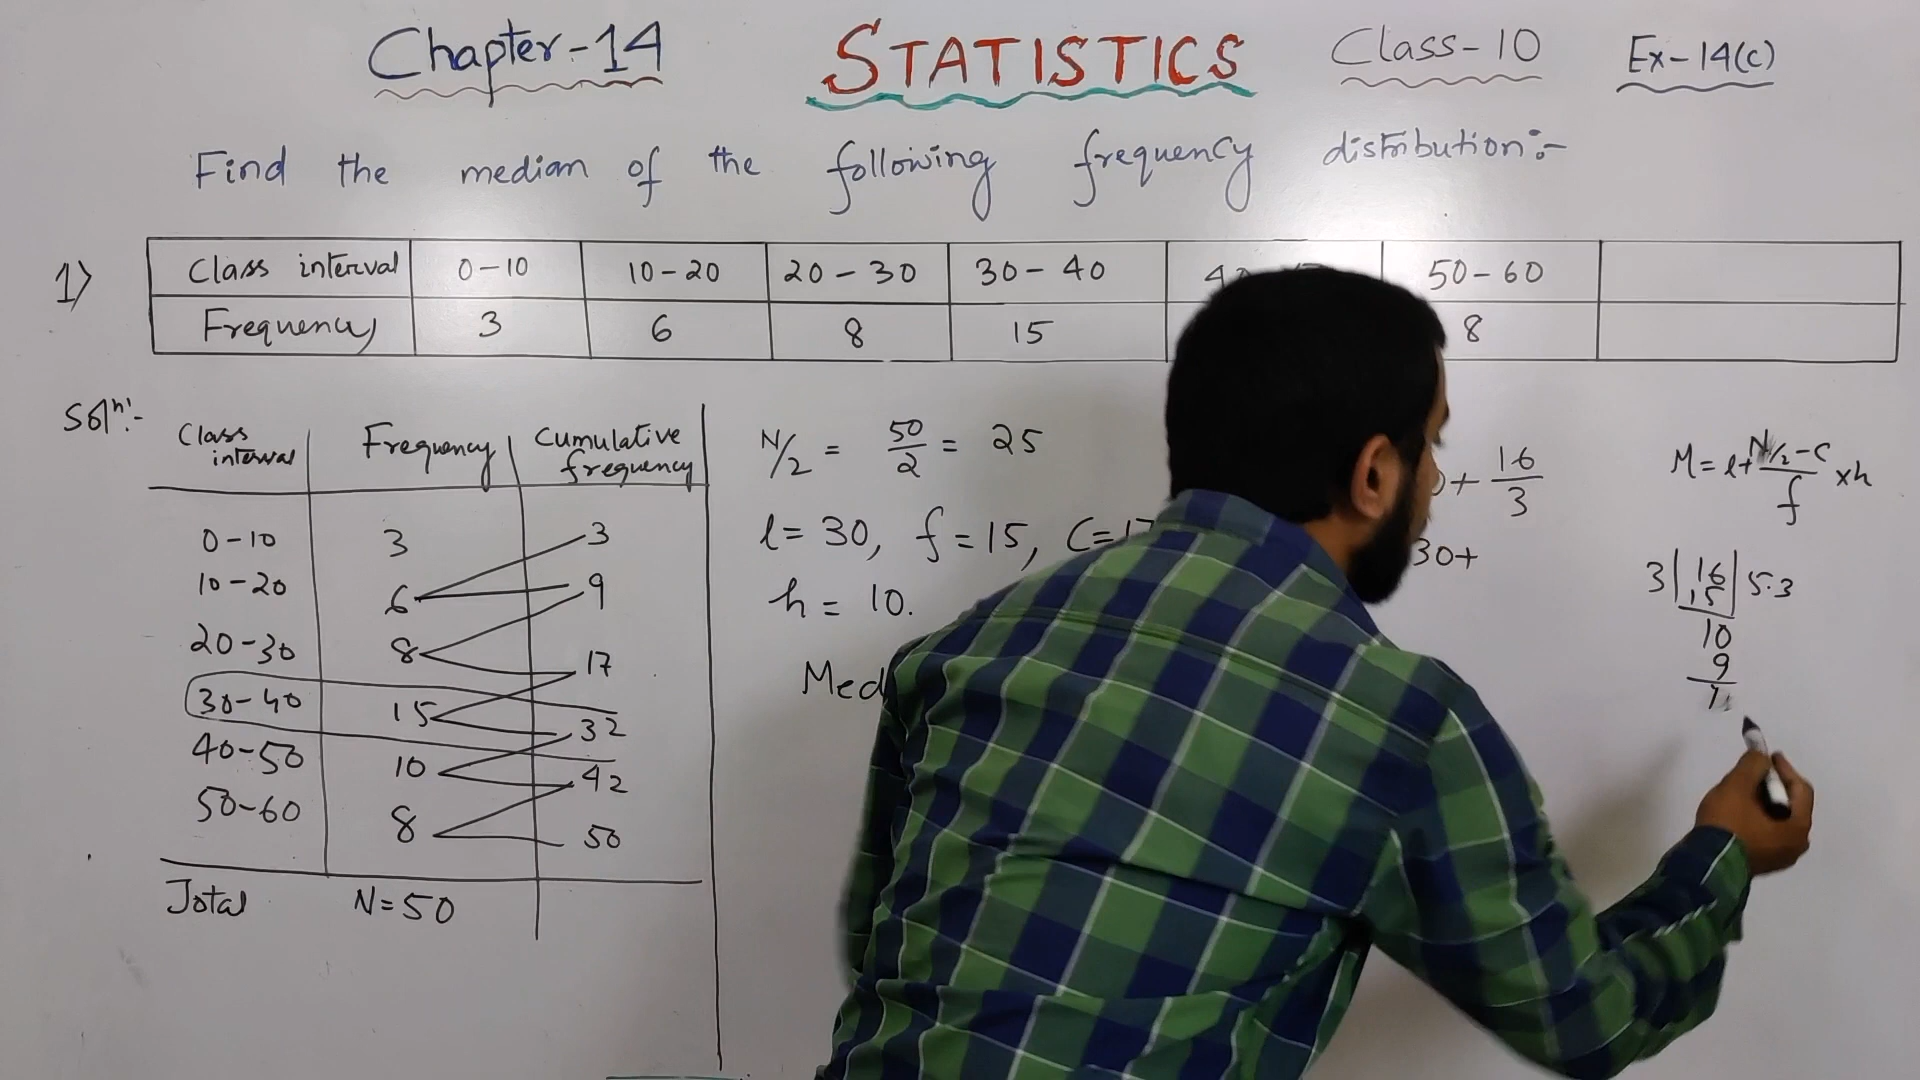 Chapter-14 STATISTICS Class-10 Ex-14(c)
Find the median of the following frequency distribution:-
1)
Class interval 0-10 10-20 20-30 30-40 50-60
Frequency 3 6 8 15 8
Solⁿ:-
Class interval Frequency Cumulative frequency
0-10 3 3
10-20 6 9
20-30 8 17
30-40 15 32
40-50 10 42
50-60 8 50
Total N=50
N/2 = 50/2 = 25
l= 30, f=15, C=17
h= 10.
Med
+ 16/3
30+
M= l+ N/2-C/f xh
3 16 5.3
15
10
9
1